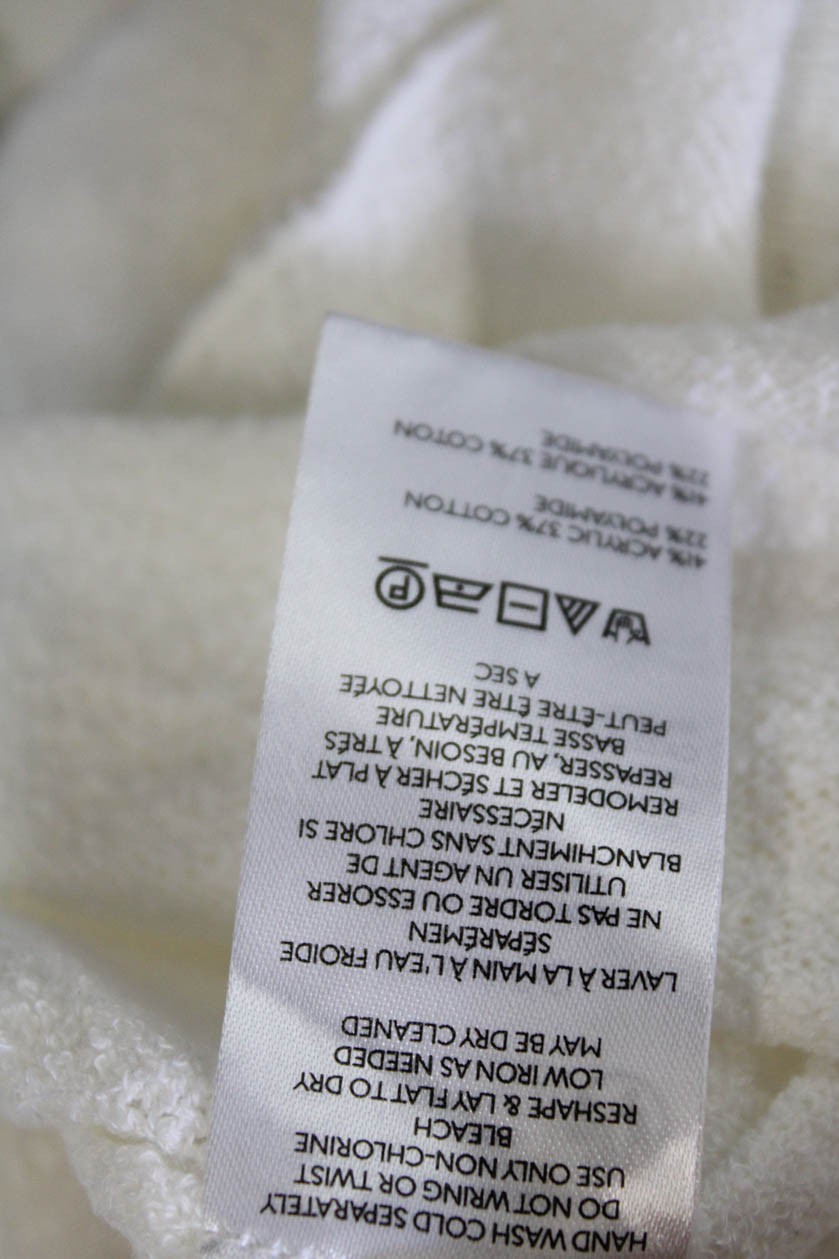 HAND WASH COLD SEPARATELY
DO NOT WRING OR TWIST
USE ONLY NON-CHLORINE
BLEACH
RESHAPE & LAY FLAT TO DRY
LOW IRON AS NEEDED
MAY BE DRY CLEANED
LAVER À LA MAIN À L'EAU FROIDE
SÉPARÉMEN
NE PAS TORDRE OU ESSORER
UTILISER UN AGENT DE
BLANCHIMENT SANS CHLORE SI
NÉCESSAIRE
REMODELER ET SÉCHER À PLAT
REPASSER, AU BESOIN, À TRÉS
BASSE TEMPÉRATURE
PEUT-ÊTRE ÊTRE NETTOYÉE
A SEC
P
41% ACRYLIC 37% COTTON
22% POLYAMIDE
41% ACRYLIQUE 37% COTON
22% POLYAMIDE